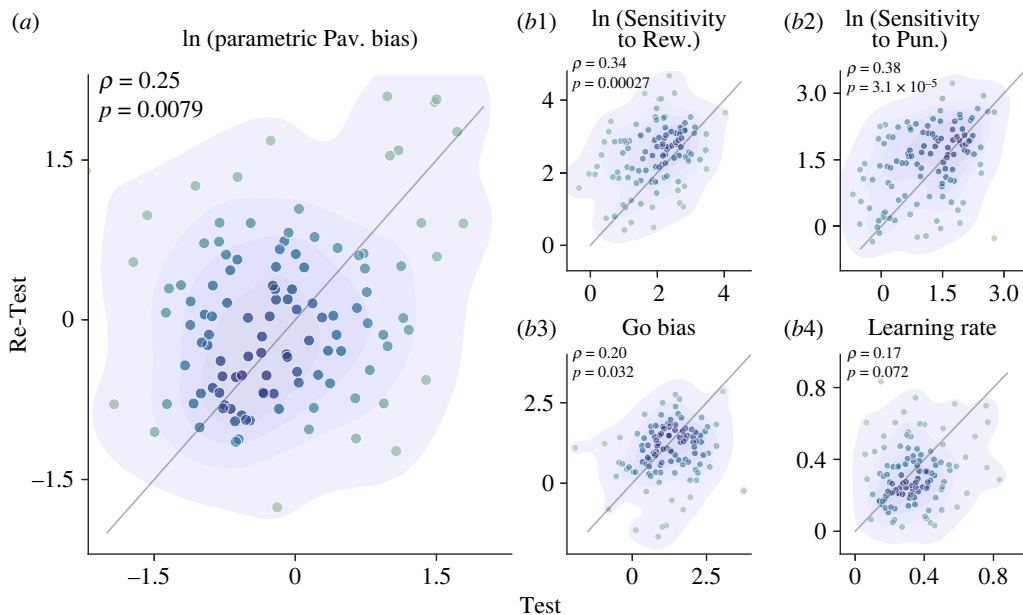 (a)
ln (parametric Pav. bias)
ρ = 0.25
p = 0.0079
1.5
0
–1.5
–1.5
0
1.5
Re-Test
Test
(b1)
ln (Sensitivity
to Rew.)
ρ = 0.34
p = 0.00027
4
2
0
0
2
4
(b2)
ln (Sensitivity
to Pun.)
ρ = 0.38
p = 3.1 × 10⁻⁵
3.0
1.5
0
0
1.5
3.0
(b3)
Go bias
ρ = 0.20
p = 0.032
2.5
0
0
2.5
(b4)
Learning rate
ρ = 0.17
p = 0.072
0.8
0.4
0
0
0.4
0.8